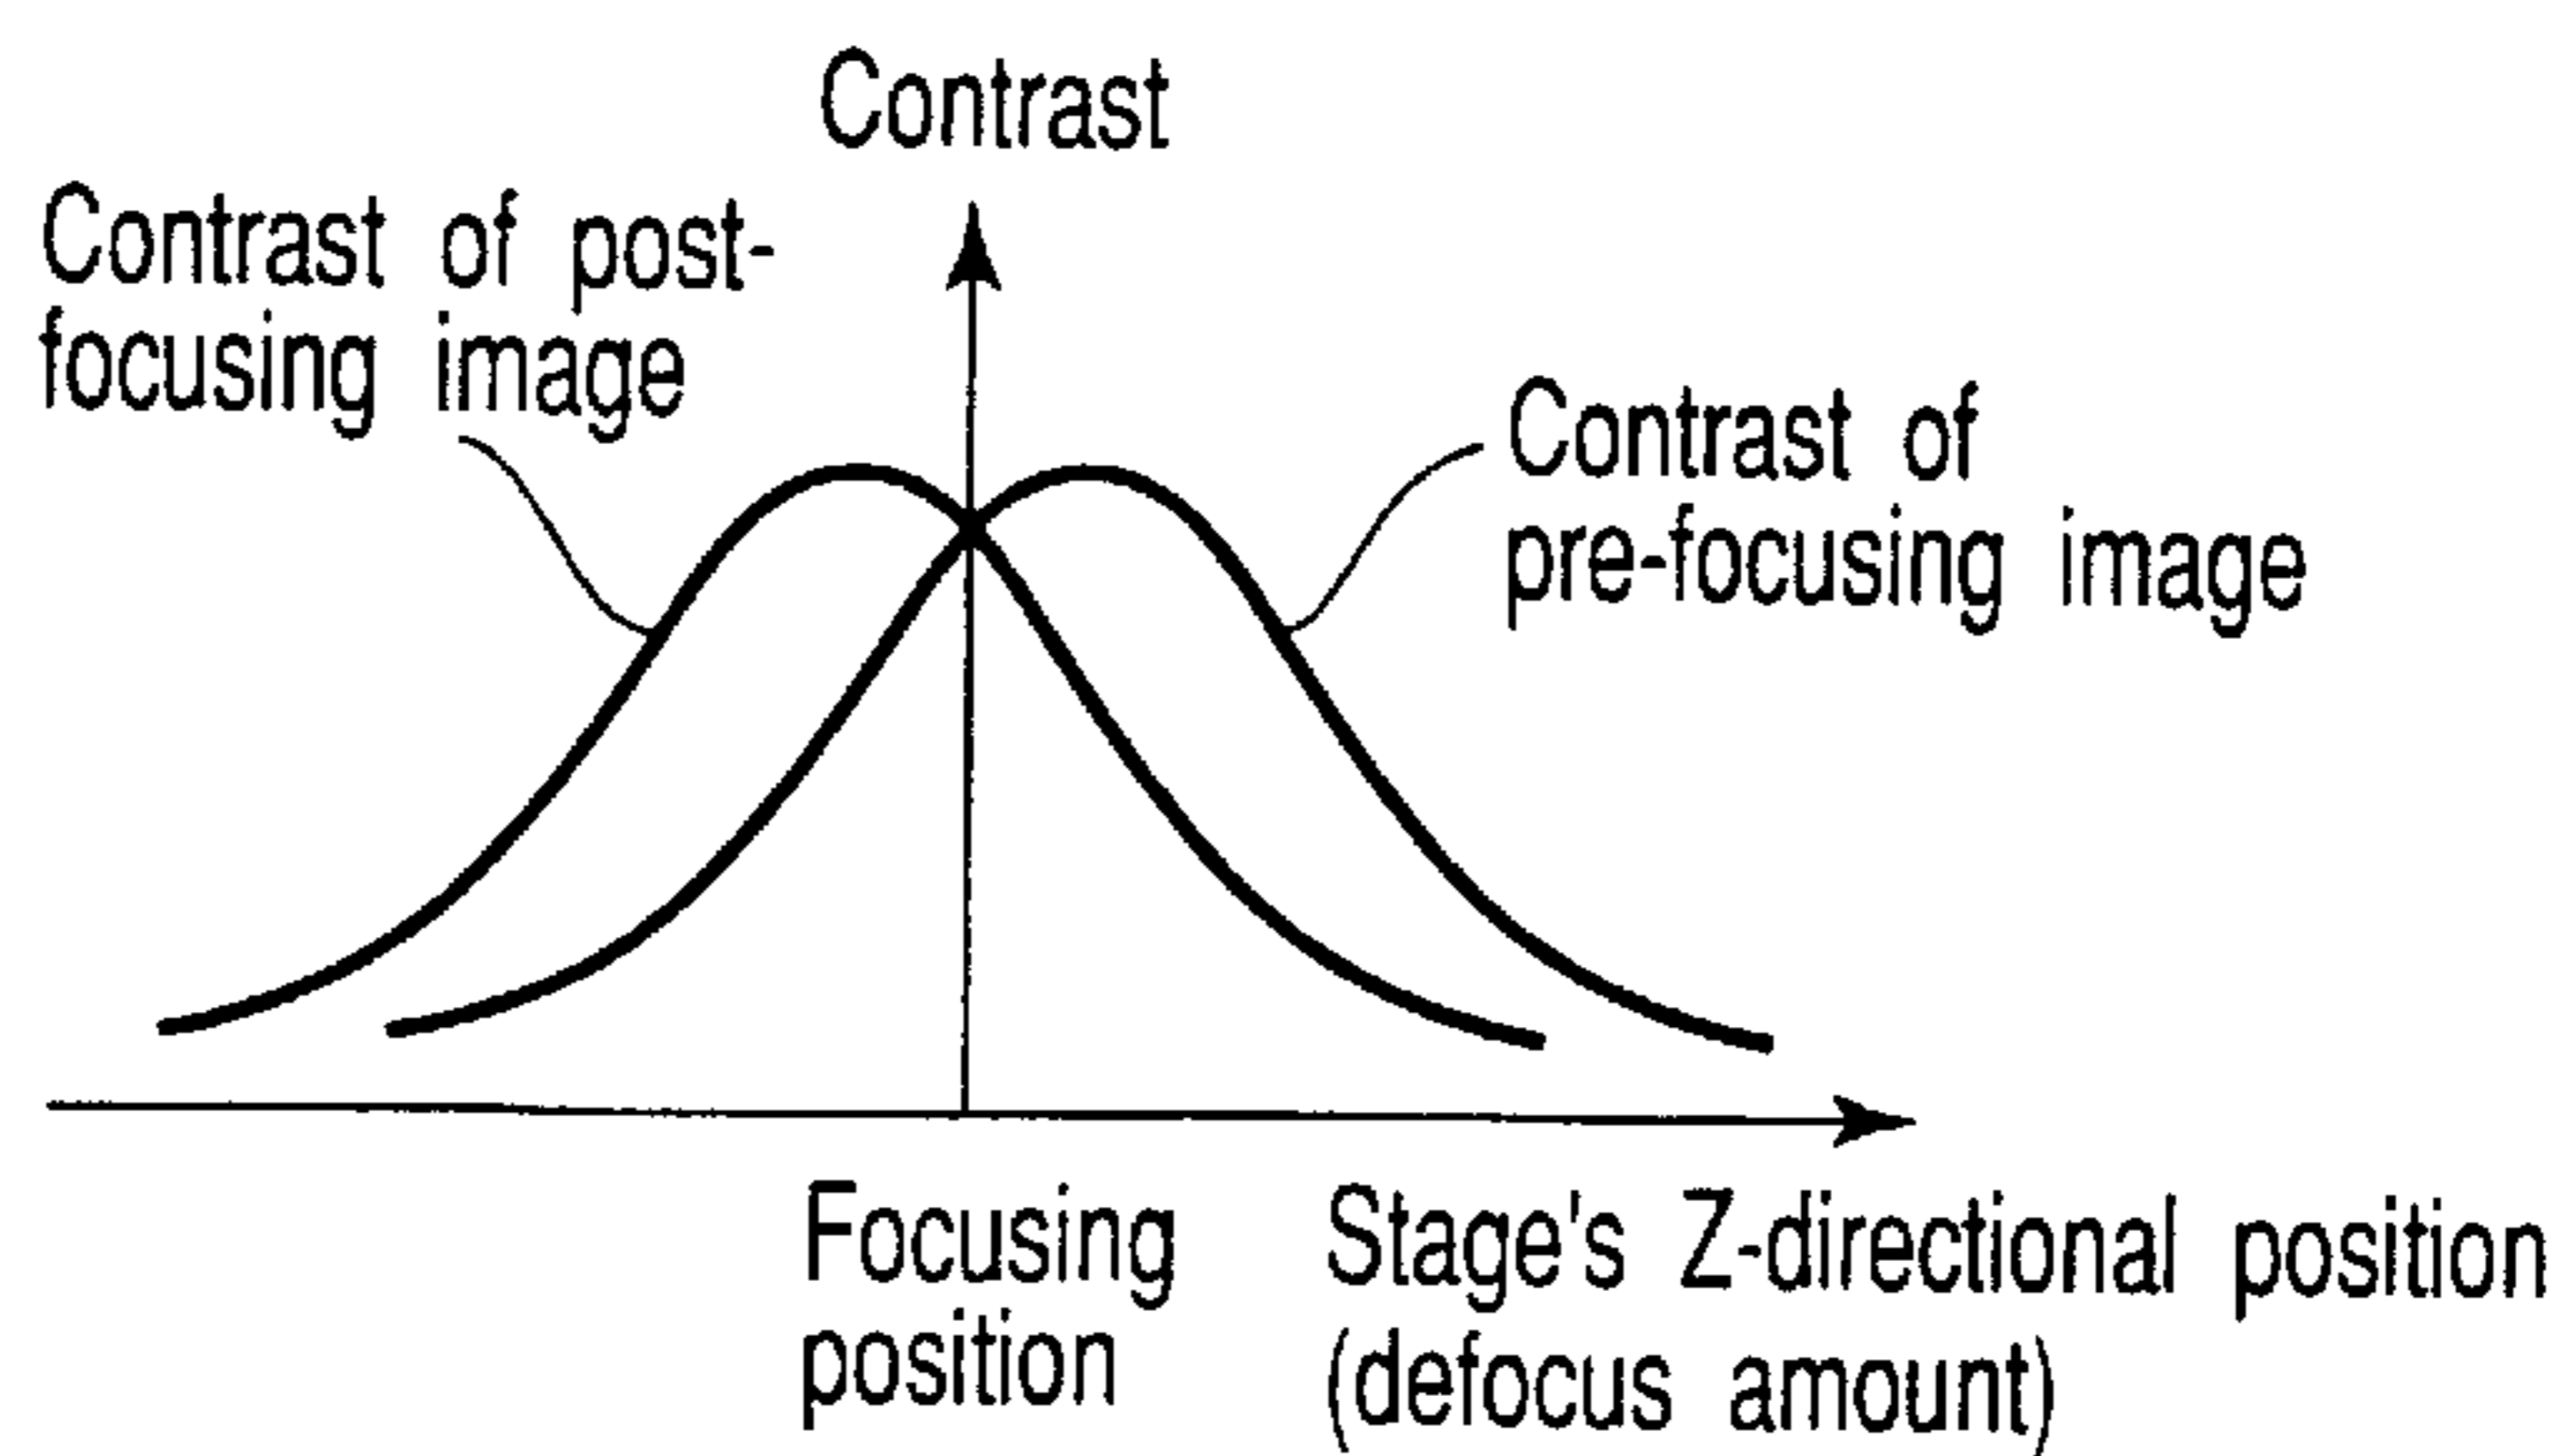 Contrast
Contrast of post-
focusing image
Contrast of
pre-focusing image
Focusing
position
Stage's Z-directional position
(defocus amount)